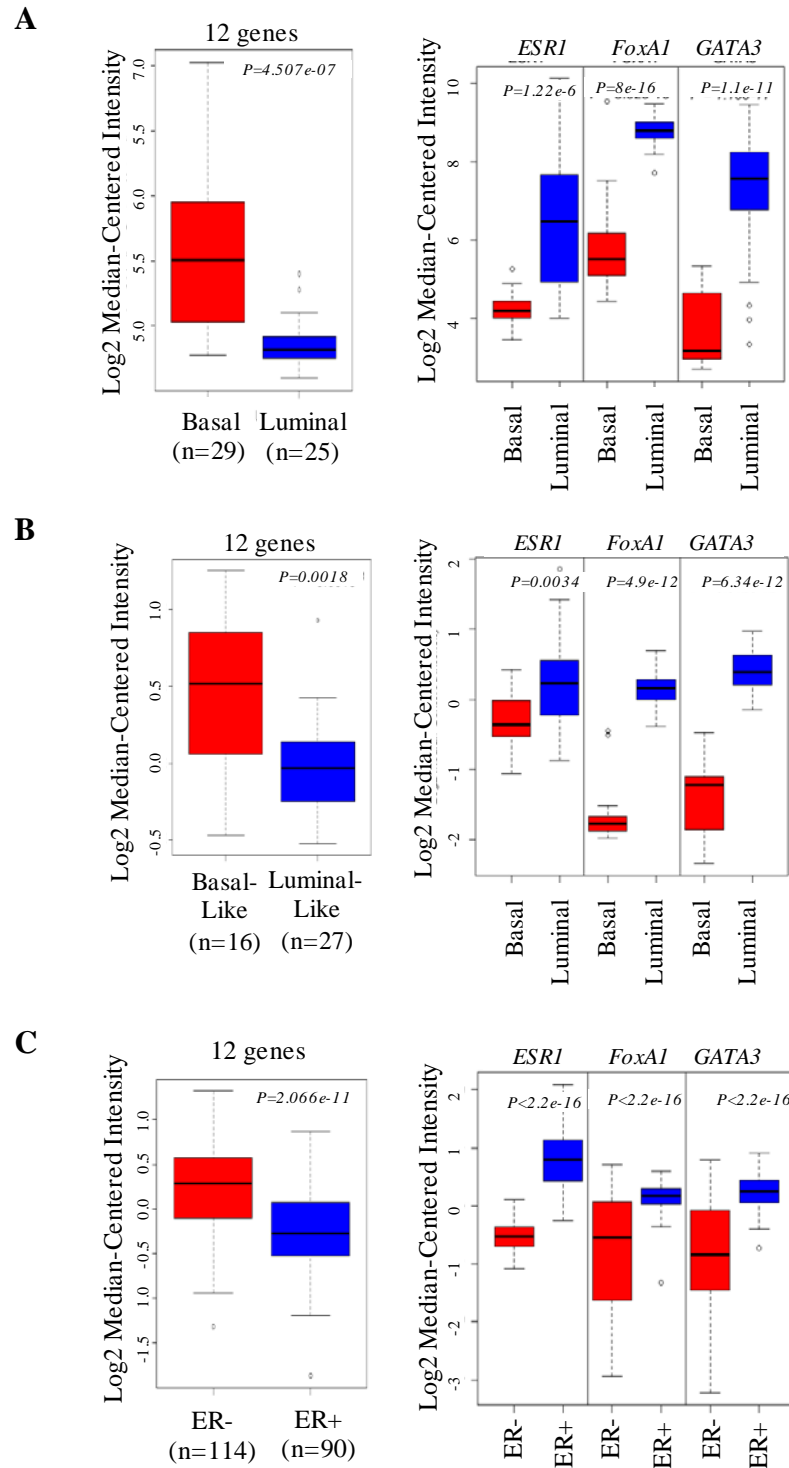 A
12 genes
P=4.507e-07
Log2 Median-Centered Intensity
7.0
6.0
5.5
5.0
Basal
(n=29)
Luminal
(n=25)
ESR1 FoxA1 GATA3
P=1.22e-6 P=8e-16 P=1.1e-11
Log2 Median-Centered Intensity
10
8
6
4
Basal
Luminal
Basal
Luminal
Basal
Luminal
B
12 genes
P=0.0018
Log2 Median-Centered Intensity
1.0
0.5
0.0
-0.5
Basal-
Like
(n=16)
Luminal-
Like
(n=27)
ESR1 FoxA1 GATA3
P=0.0034 P=4.9e-12 P=6.34e-12
Log2 Median-Centered Intensity
2
1
0
-1
-2
Basal
Luminal
Basal
Luminal
Basal
Luminal
C
12 genes
P=2.066e-11
Log2 Median-Centered Intensity
1.0
0.5
0.0
-0.5
1.0
-1.5
ER-
(n=114)
ER+
(n=90)
ESR1 FoxA1 GATA3
P<2.2e-16 P<2.2e-16 P<2.2e-16
Log2 Median-Centered Intensity
2
1
0
-1
-2
-3
ER-
ER+
ER-
ER+
ER-
ER+